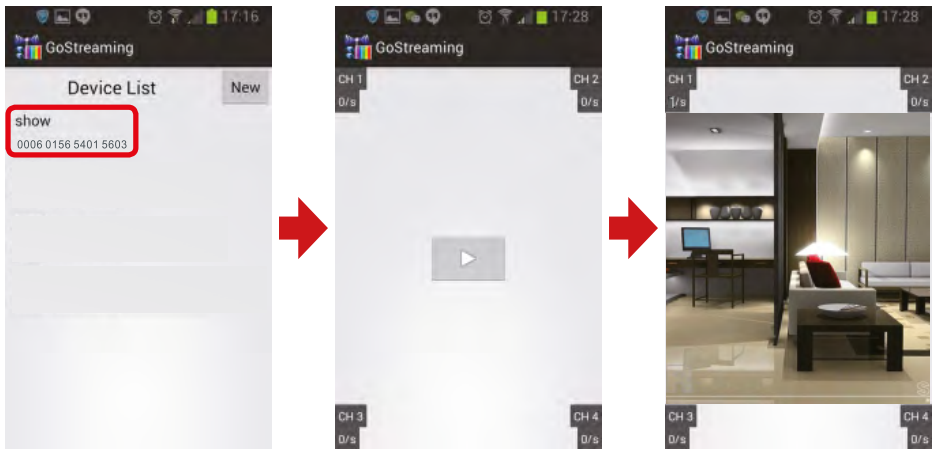 17:16
GoStreaming
Device List
New
show
0006 0156 5401 5603
17:28
GoStreaming
CH 1
CH 2
0/s
0/s
CH 3
CH 4
0/s
0/s
17:28
GoStreaming
CH 1
CH 2
1/s
0/s
CH 3
CH 4
0/s
0/s